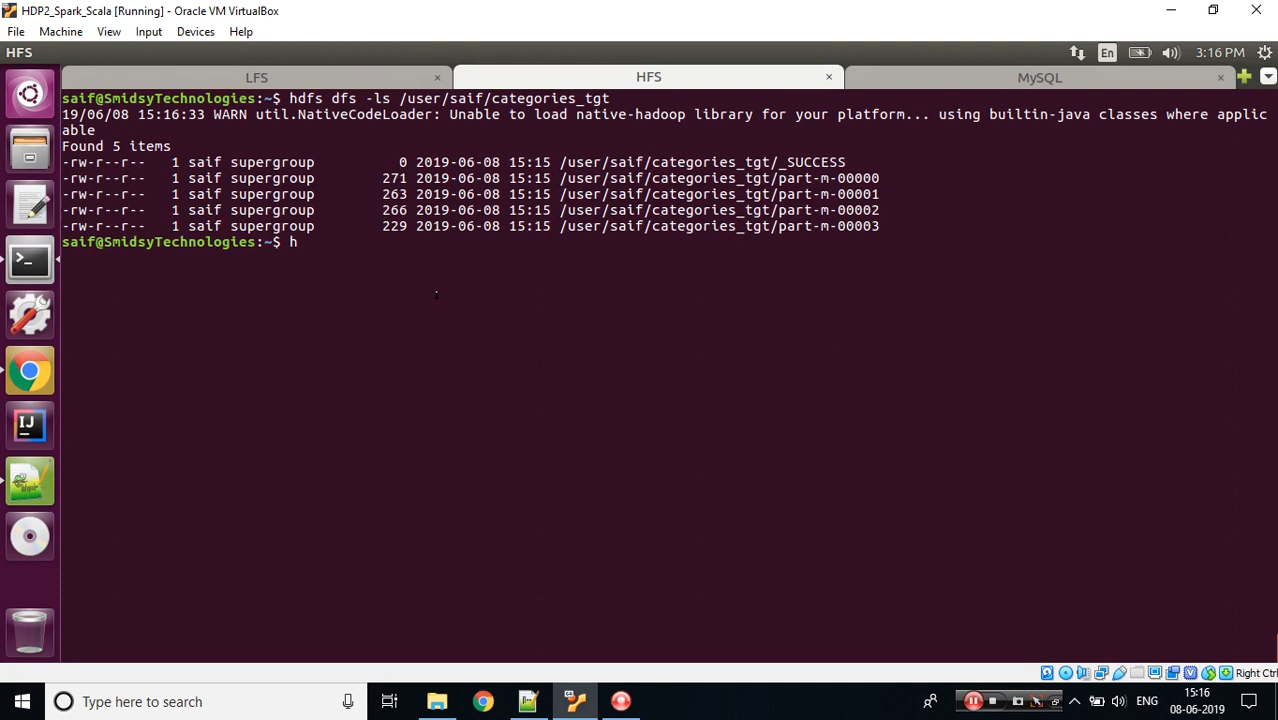 HDP2_Spark_Scala [Running] - Oracle VM VirtualBox
File Machine View Input Devices Help
HFS En 3:16 PM
LFS × HFS × MySQL ×
saif@SmidsyTechnologies:~$ hdfs dfs -ls /user/saif/categories_tgt
19/06/08 15:16:33 WARN util.NativeCodeLoader: Unable to load native-hadoop library for your platform... using builtin-java classes where applic
able
Found 5 items
-rw-r--r-- 1 saif supergroup 0 2019-06-08 15:15 /user/saif/categories_tgt/_SUCCESS
-rw-r--r-- 1 saif supergroup 271 2019-06-08 15:15 /user/saif/categories_tgt/part-m-00000
-rw-r--r-- 1 saif supergroup 263 2019-06-08 15:15 /user/saif/categories_tgt/part-m-00001
-rw-r--r-- 1 saif supergroup 266 2019-06-08 15:15 /user/saif/categories_tgt/part-m-00002
-rw-r--r-- 1 saif supergroup 229 2019-06-08 15:15 /user/saif/categories_tgt/part-m-00003
saif@SmidsyTechnologies:~$ h
IJ
Right Ctrl
Type here to search
ENG
15:16
08-06-2019